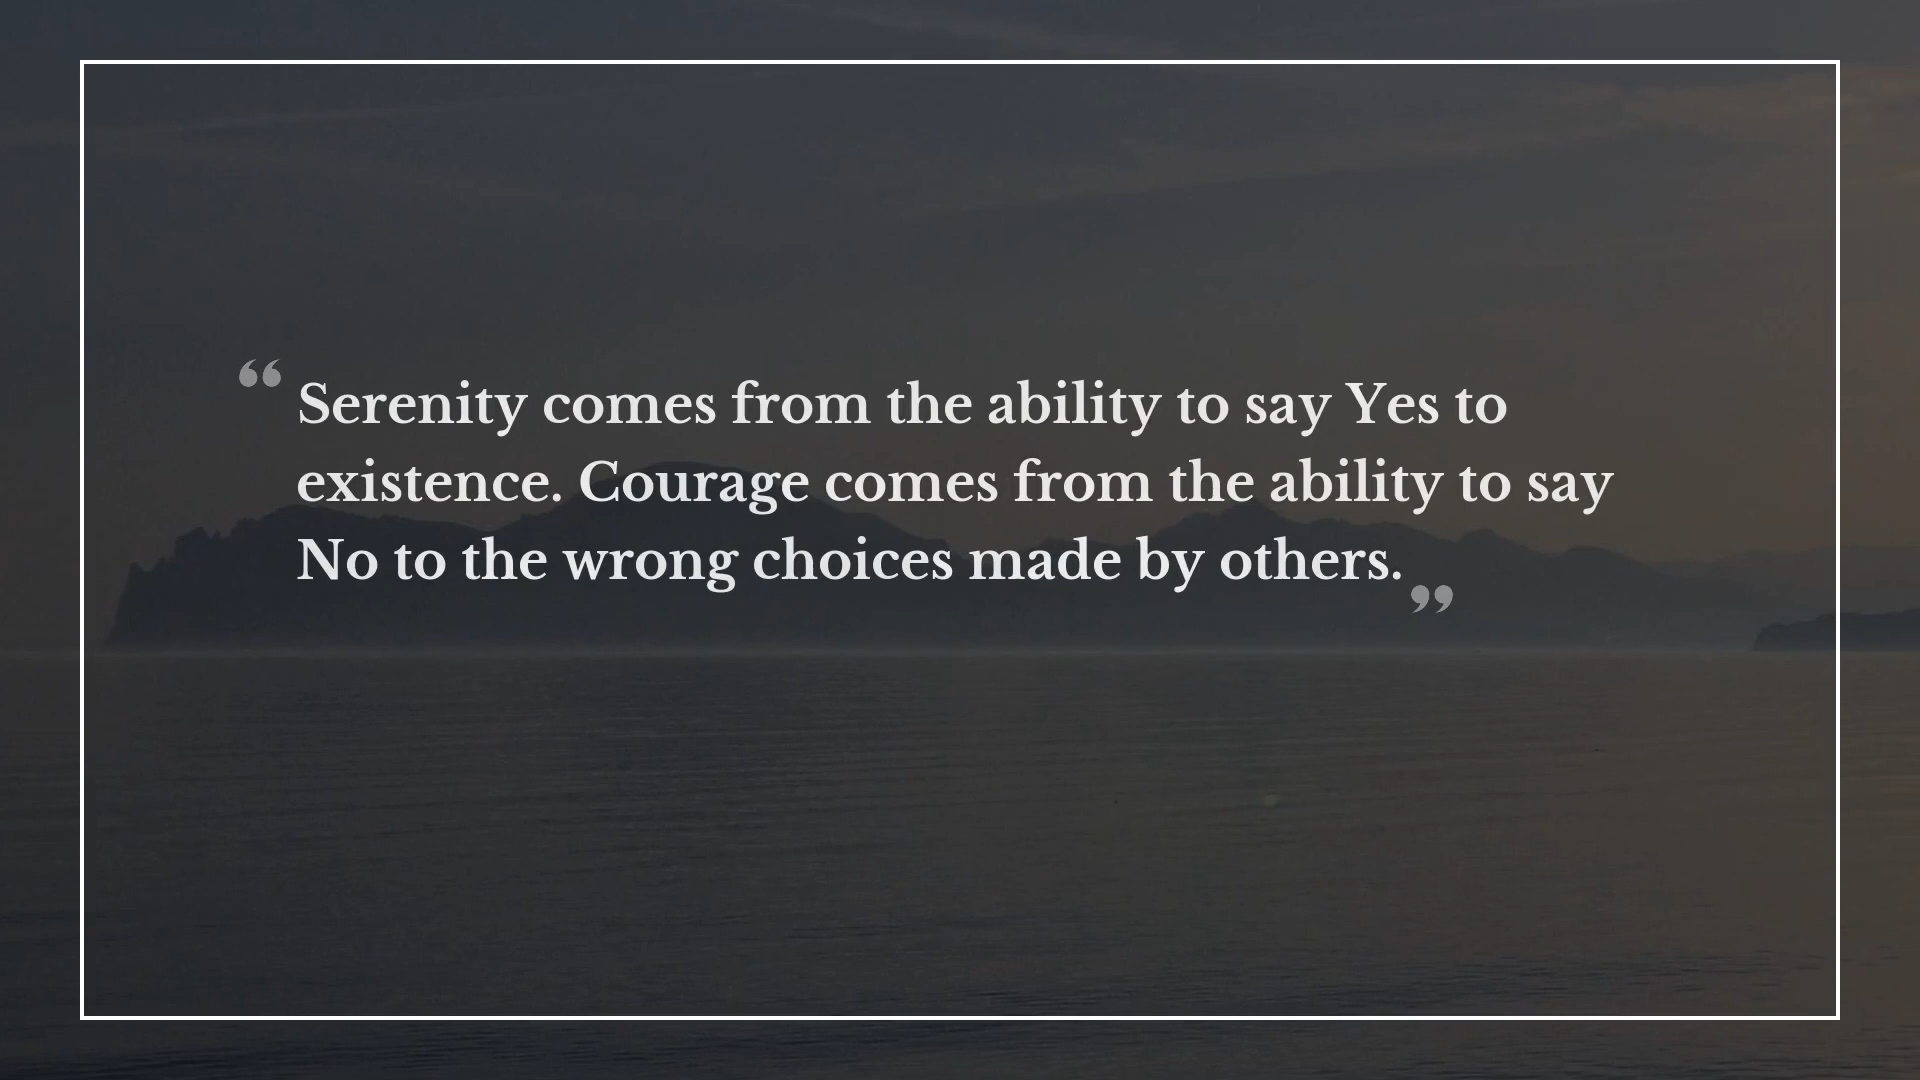 “Serenity comes from the ability to say Yes to
existence. Courage comes from the ability to say
No to the wrong choices made by others.”